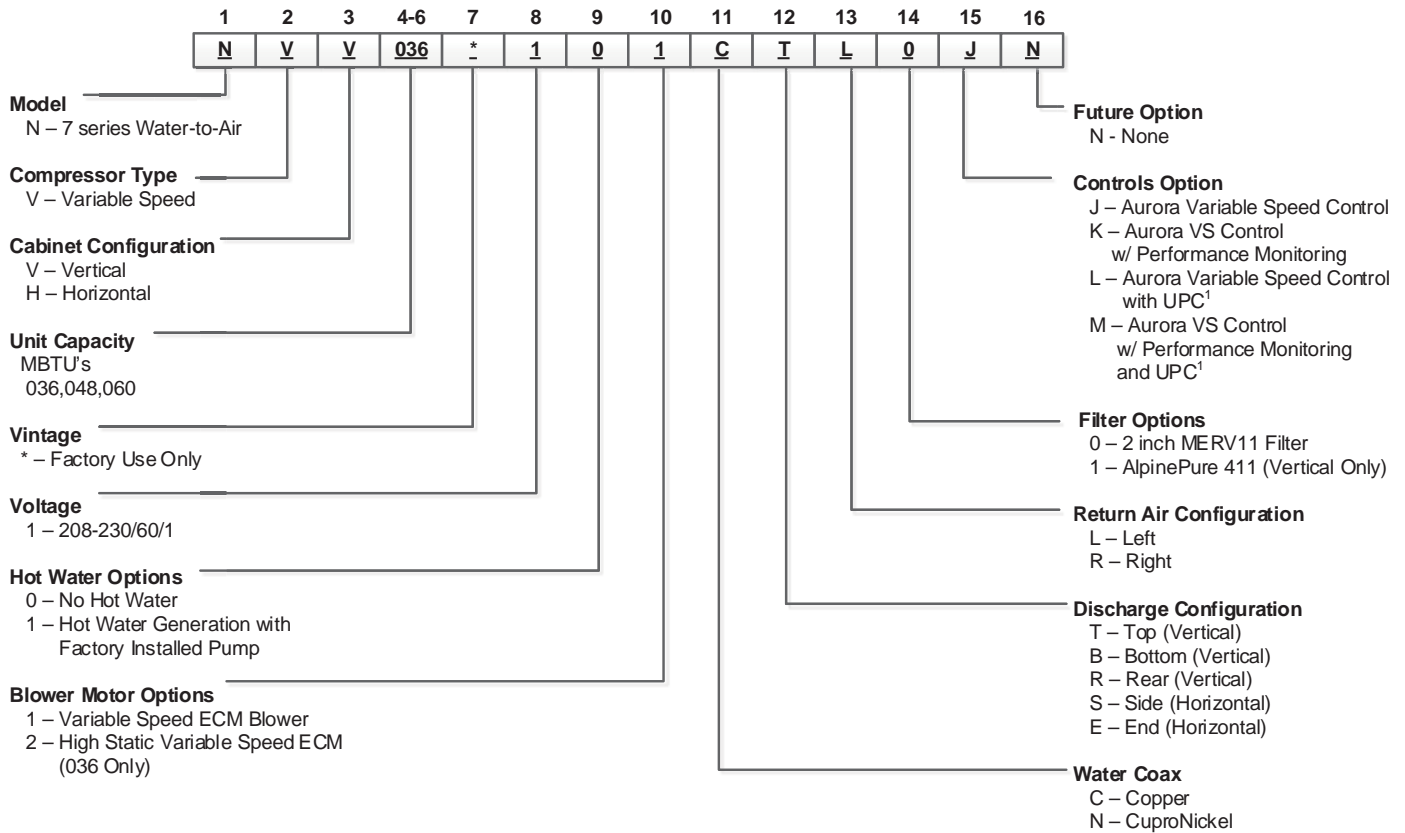 1 2 3 4-6 7 8 9 10 11 12 13 14 15 16
N V V 036 * 1 0 1 C T L 0 J N
Model
N – 7 series Water-to-Air
Compressor Type
V – Variable Speed
Cabinet Configuration
V – Vertical
H – Horizontal
Unit Capacity
MBTU's
036,048,060
Vintage
* – Factory Use Only
Voltage
1 – 208-230/60/1
Hot Water Options
0 – No Hot Water
1 – Hot Water Generation with
Factory Installed Pump
Blower Motor Options
1 – Variable Speed ECM Blower
2 – High Static Variable Speed ECM
(036 Only)
Future Option
N - None
Controls Option
J – Aurora Variable Speed Control
K – Aurora VS Control
w/ Performance Monitoring
L – Aurora Variable Speed Control
with UPC¹
M – Aurora VS Control
w/ Performance Monitoring
and UPC¹
Filter Options
0 – 2 inch MERV11 Filter
1 – AlpinePure 411 (Vertical Only)
Return Air Configuration
L – Left
R – Right
Discharge Configuration
T – Top (Vertical)
B – Bottom (Vertical)
R – Rear (Vertical)
S – Side (Horizontal)
E – End (Horizontal)
Water Coax
C – Copper
N – CuproNickel